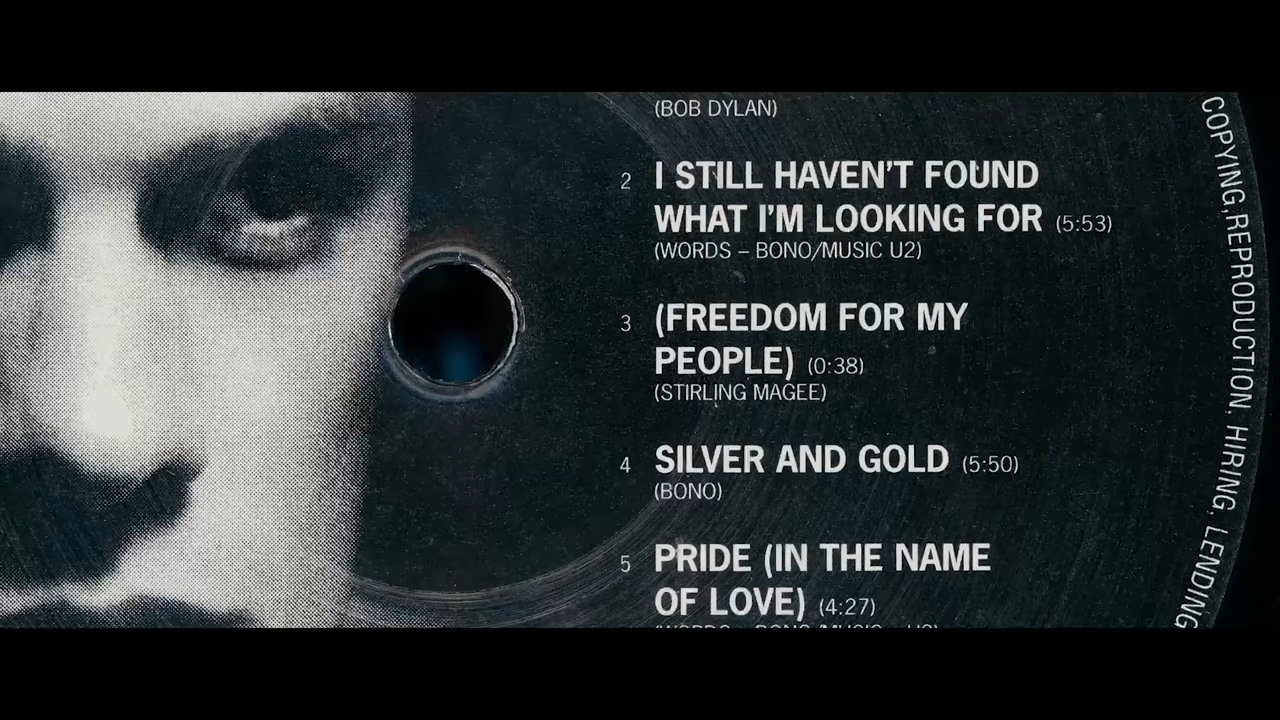 (BOB DYLAN)
2 I STILL HAVEN'T FOUND
WHAT I'M LOOKING FOR (5:53)
(WORDS – BONO/MUSIC U2)
3 (FREEDOM FOR MY
PEOPLE) (0:38)
(STIRLING MAGEE)
4 SILVER AND GOLD (5:50)
(BONO)
5 PRIDE (IN THE NAME
OF LOVE) (4:27)
COPYING, REPRODUCTION, HIRING, LENDING